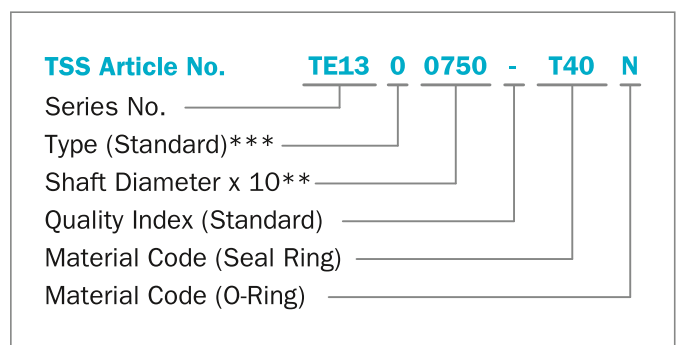 TSS Article No. TE13 0 0750 - T40 N
Series No.
Type (Standard)***
Shaft Diameter x 10**
Quality Index (Standard)
Material Code (Seal Ring)
Material Code (O-Ring)